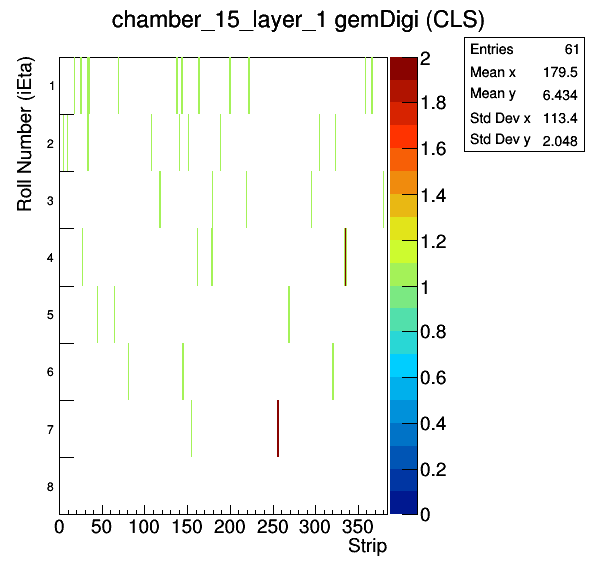 chamber_15_layer_1 gemDigi (CLS)
Entries 61
Mean x 179.5
Mean y 6.434
Std Dev x 113.4
Std Dev y 2.048
Roll Number (iEta)
1
2
3
4
5
6
7
8
0 50 100 150 200 250 300 350
Strip
2
1.8
1.6
1.4
1.2
1
0.8
0.6
0.4
0.2
0